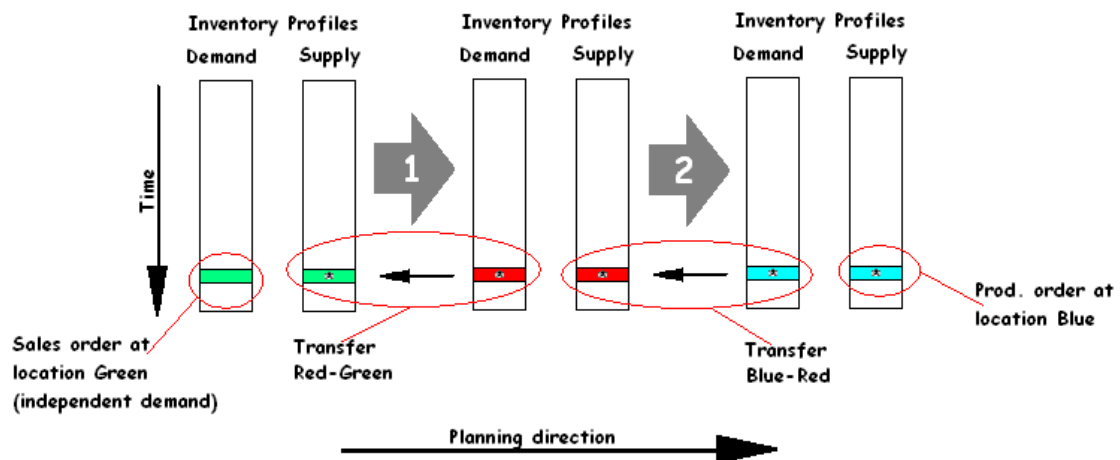 Inventory Profiles
Demand Supply
Inventory Profiles
Demand Supply
Inventory Profiles
Demand Supply
Time
1
2
Sales order at
location Green
(independent demand)
Transfer
Red-Green
Transfer
Blue-Red
Prod. order at
location Blue
Planning direction